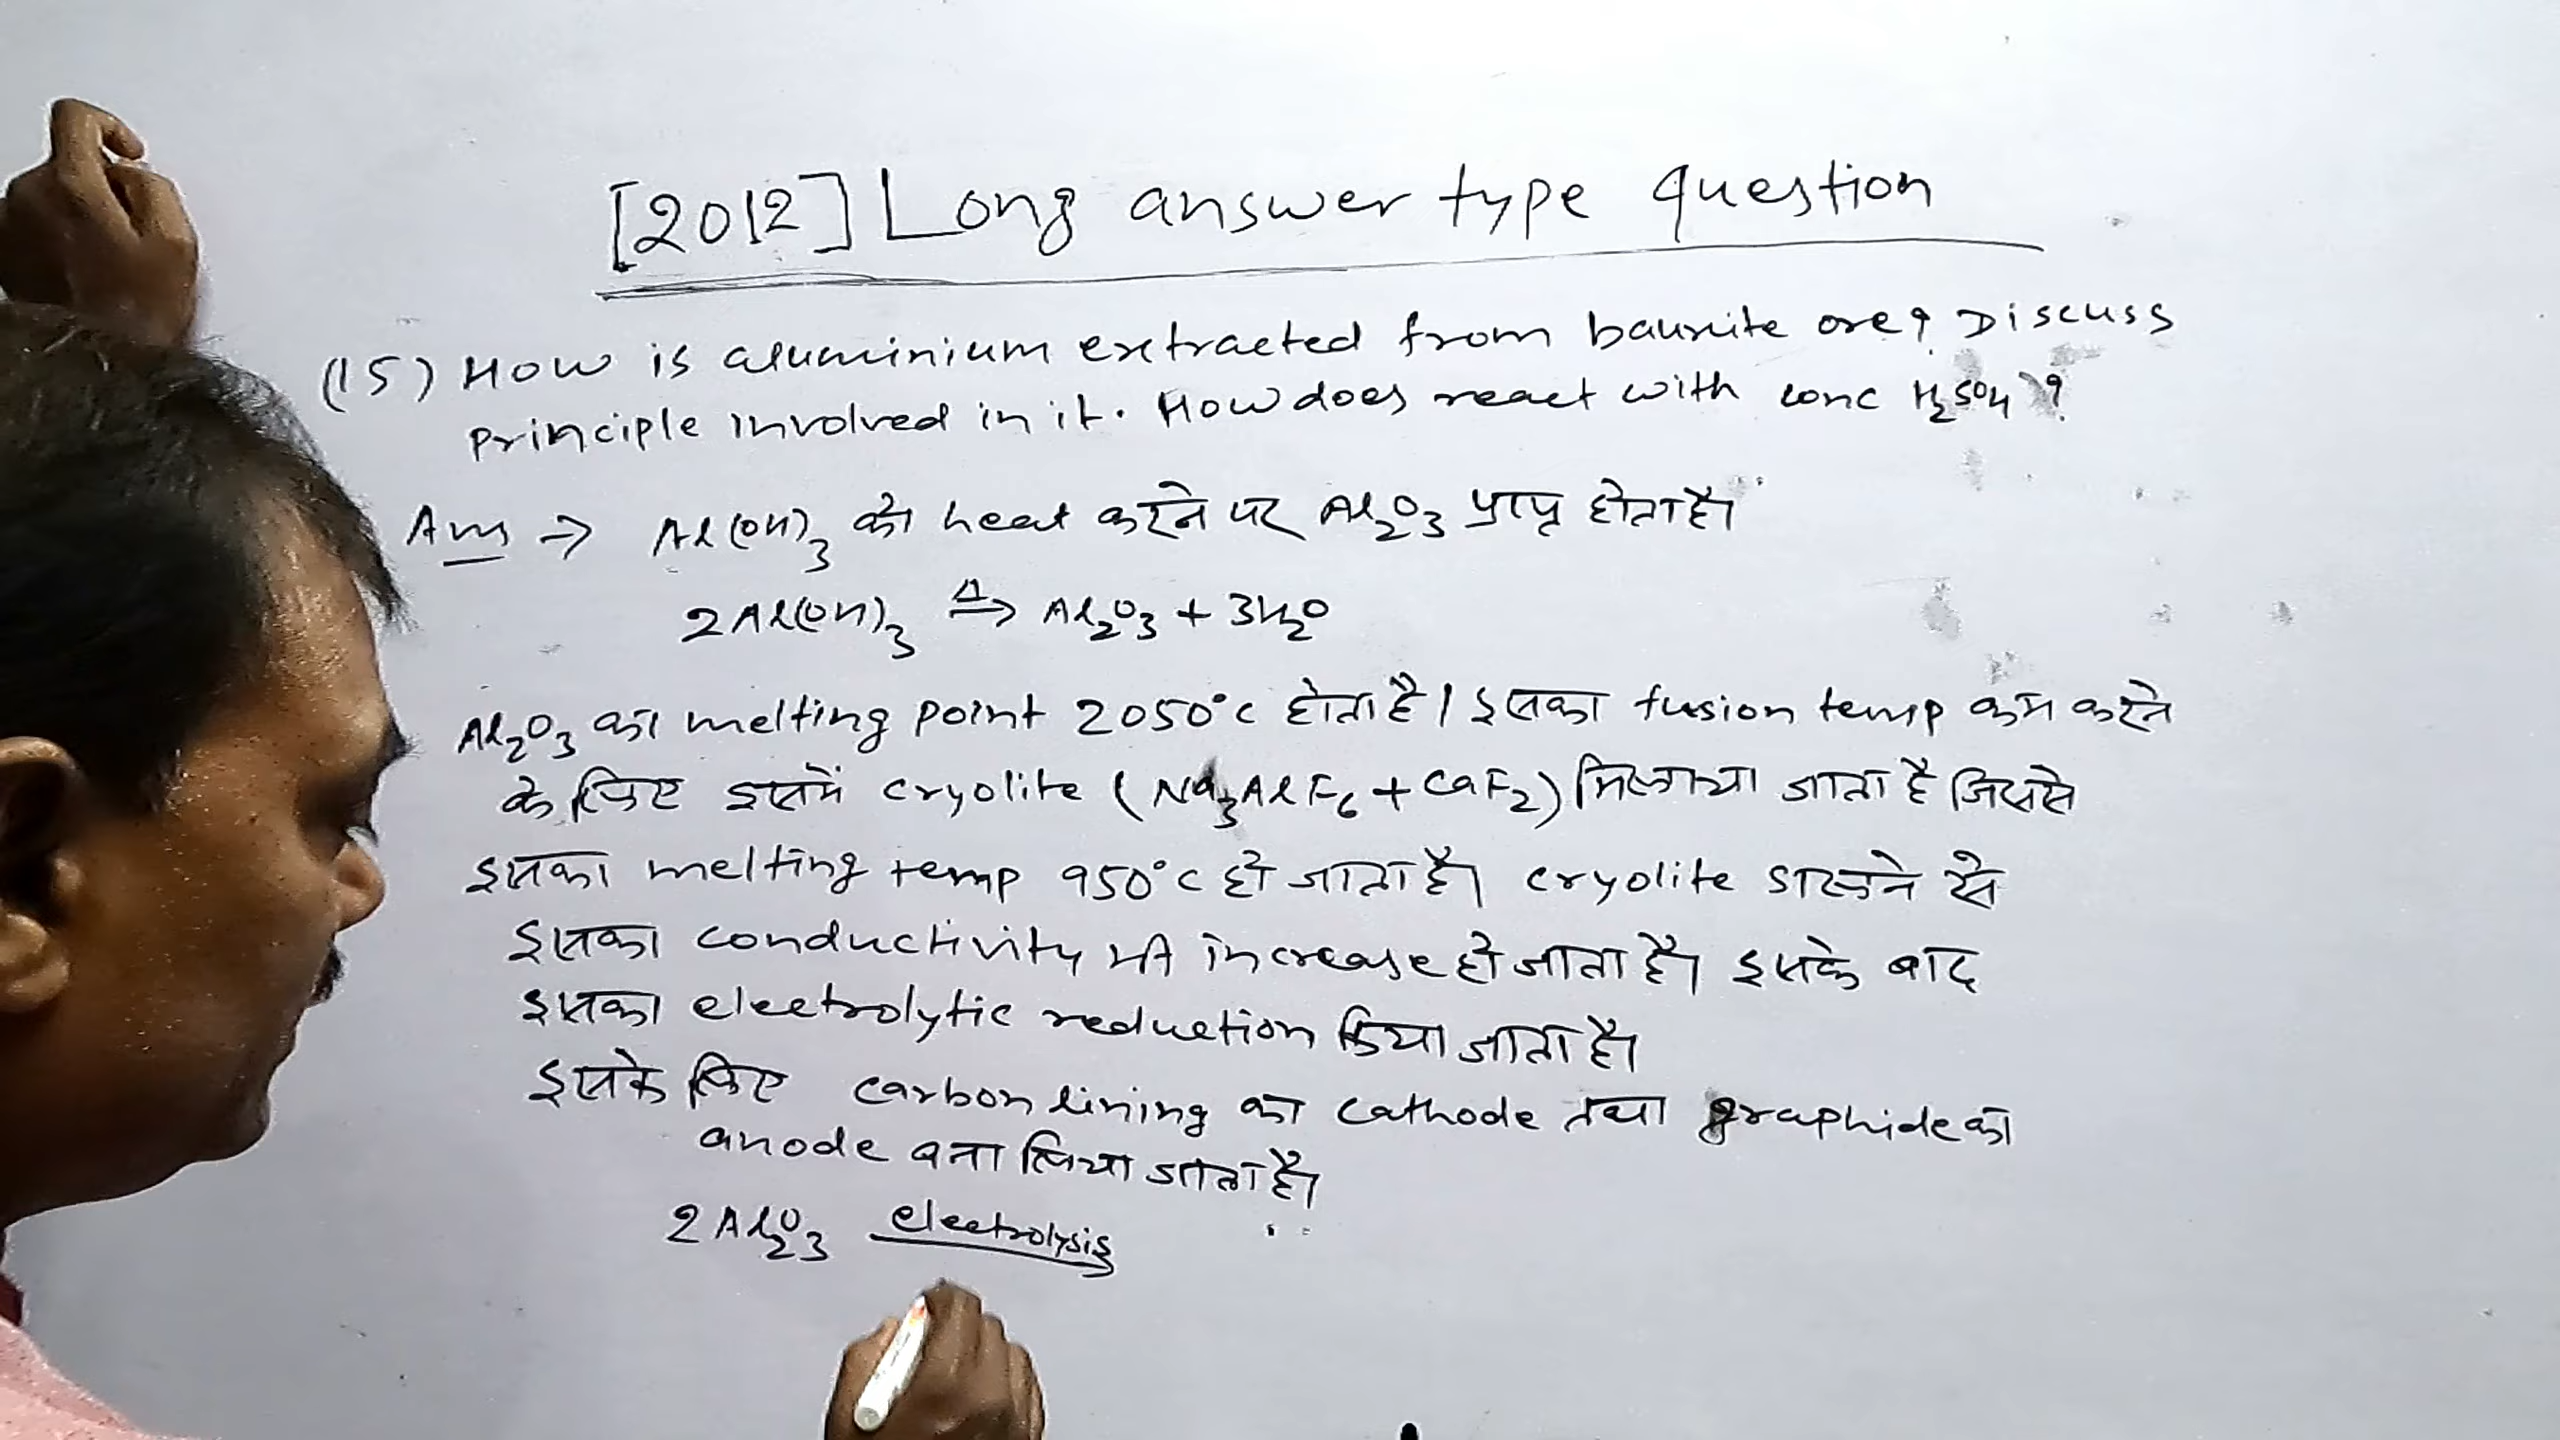 [2012] Long answer type question
(15) How is aluminium extracted from bauxite ore? Discuss
principle involved in it. How does react with conc H₂SO₄?
Ans → Al(OH)₃ को heat करने पर Al₂O₃ प्राप्त होता है।
2Al(OH)₃ →Δ Al₂O₃ + 3H₂O
Al₂O₃ का melting point 2050°C होता है। इसका fusion temp कम करने
के लिए इसमें cryolite (Na₃AlF₆ + CaF₂) मिलाया जाता है जिससे
इसका melting temp 950°C हो जाता है। cryolite डालने से
इसका conductivity भी increase हो जाता है। इसके बाद
इसका electrolytic reduction किया जाता है।
इसके लिए carbon lining का cathode तथा graphide का
anode बना लिया जाता है।
2Al₂O₃ electrolysis→